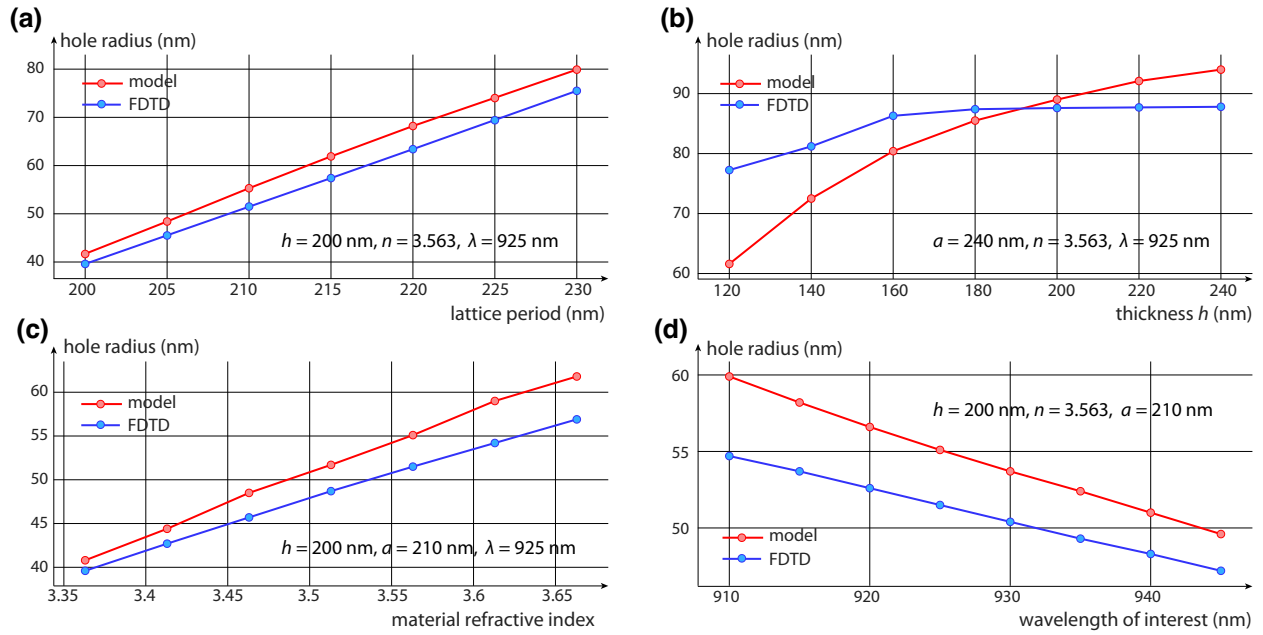 (a)
hole radius (nm)
80
70
60
50
40
model
FDTD
h = 200 nm, n = 3.563, λ = 925 nm
200 205 210 215 220 225 230
lattice period (nm)
(b)
hole radius (nm)
90
80
70
60
model
FDTD
a = 240 nm, n = 3.563, λ = 925 nm
120 140 160 180 200 220 240
thickness h (nm)
(c)
hole radius (nm)
60
55
50
45
40
model
FDTD
h = 200 nm, a = 210 nm, λ = 925 nm
3.35 3.4 3.45 3.5 3.55 3.6 3.65
material refractive index
(d)
hole radius (nm)
60
55
50
h = 200 nm, n = 3.563, a = 210 nm
model
FDTD
910 920 930 940
wavelength of interest (nm)